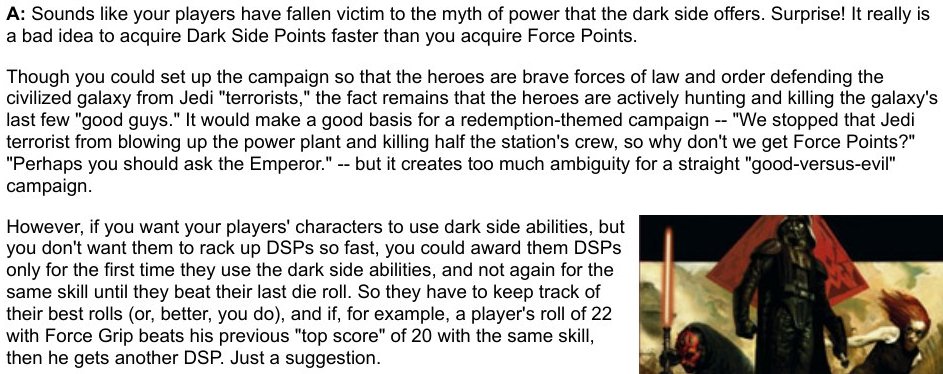 A: Sounds like your players have fallen victim to the myth of power that the dark side offers. Surprise! It really is
a bad idea to acquire Dark Side Points faster than you acquire Force Points.
Though you could set up the campaign so that the heroes are brave forces of law and order defending the
civilized galaxy from Jedi "terrorists," the fact remains that the heroes are actively hunting and killing the galaxy's
last few "good guys." It would make a good basis for a redemption-themed campaign -- "We stopped that Jedi
terrorist from blowing up the power plant and killing half the station's crew, so why don't we get Force Points?"
"Perhaps you should ask the Emperor." -- but it creates too much ambiguity for a straight "good-versus-evil"
campaign.
However, if you want your players' characters to use dark side abilities, but
you don't want them to rack up DSPs so fast, you could award them DSPs
only for the first time they use the dark side abilities, and not again for the
same skill until they beat their last die roll. So they have to keep track of
their best rolls (or, better, you do), and if, for example, a player's roll of 22
with Force Grip beats his previous "top score" of 20 with the same skill,
then he gets another DSP. Just a suggestion.